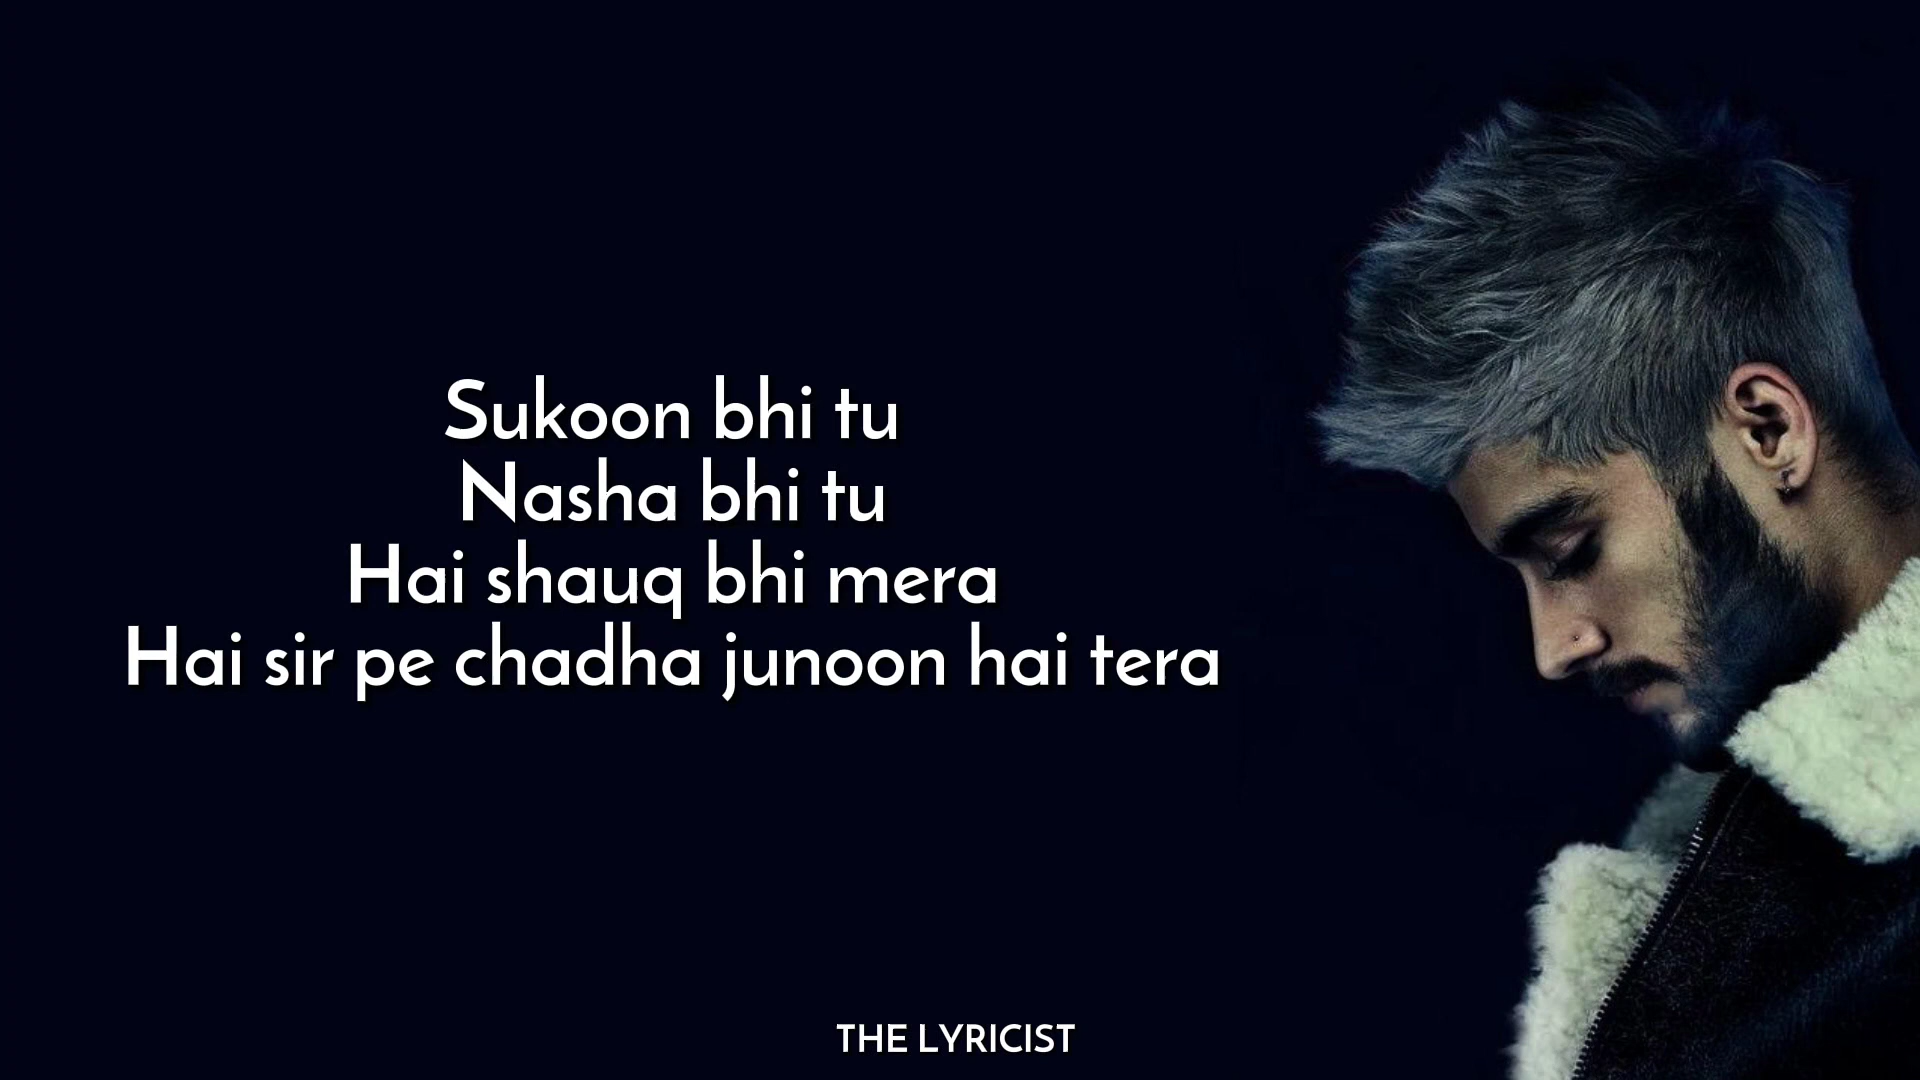 Sukoon bhi tu
Nasha bhi tu
Hai shauq bhi mera
Hai sir pe chadha junoon hai tera
THE LYRICIST